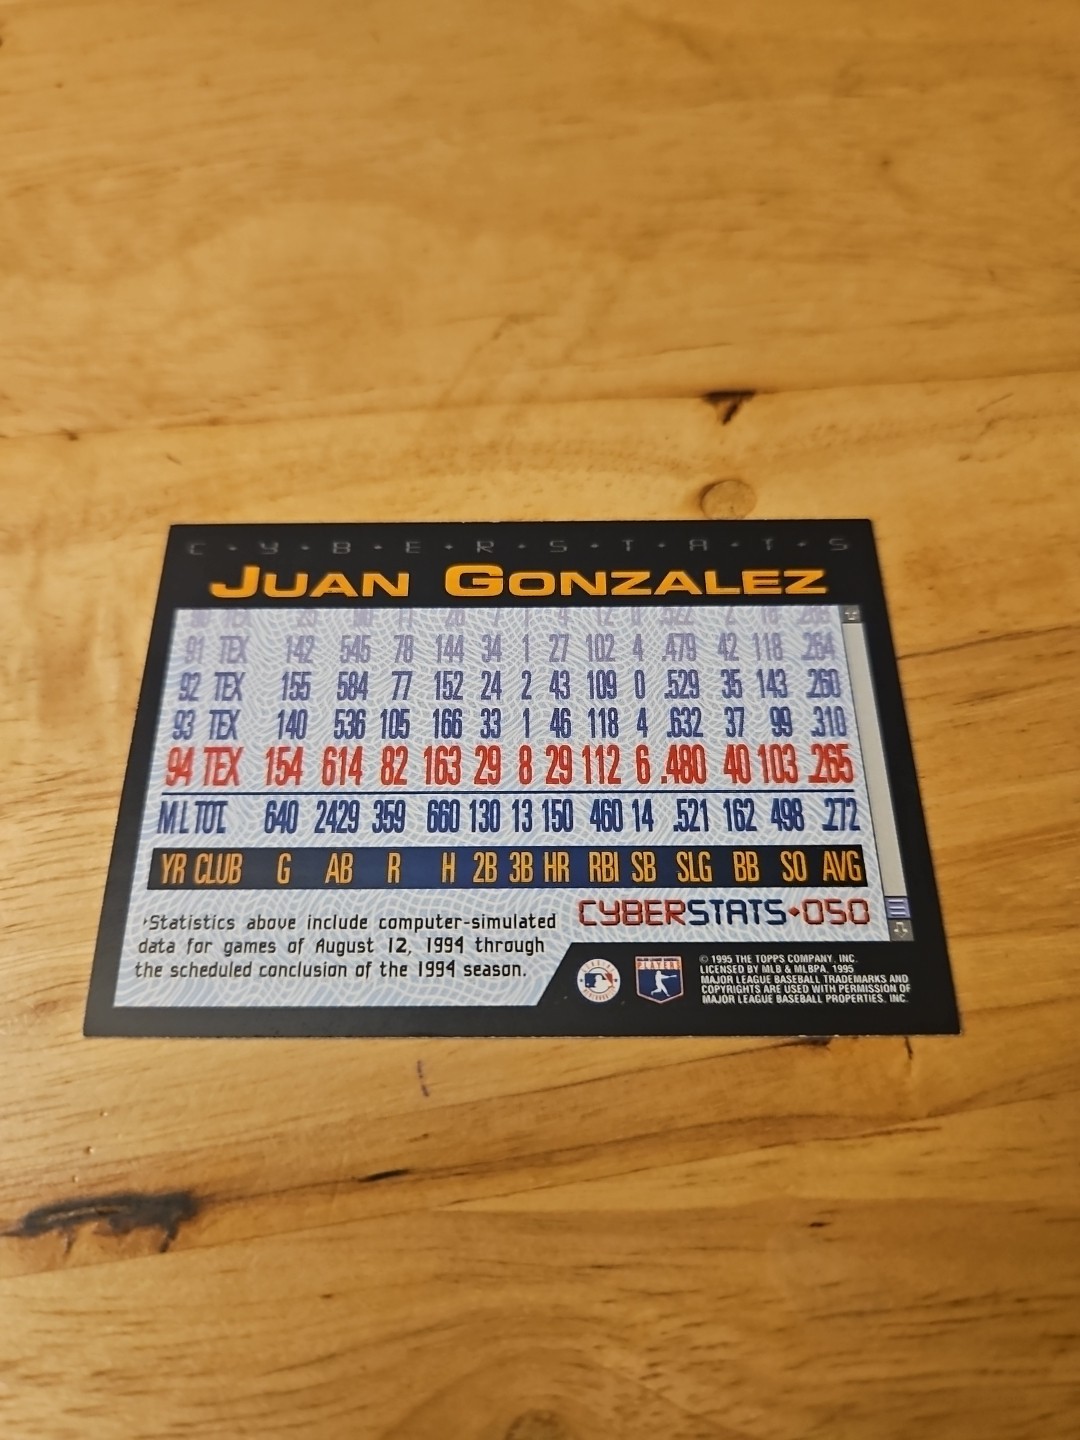 C·Y·B·E·R·S·T·A·T·S
JUAN GONZALEZ
91 TEX 142 545 78 144 34 1 27 102 4 .479 42 118 .264
92 TEX 155 584 77 152 24 2 43 109 0 .529 35 143 .260
93 TEX 140 536 105 166 33 1 46 118 4 .632 37 99 .310
94 TEX 154 614 82 163 29 8 29 112 6 .480 40 103 .265
M.L. TOT. 640 2429 359 660 130 13 150 460 14 .521 162 498 .272
YR CLUB G AB R H 2B 3B HR RBI SB SLG BB SO AVG
CYBERSTATS•050
•Statistics above include computer-simulated
data for games of August 12, 1994 through
the scheduled conclusion of the 1994 season.
PLAYERS
© 1995 THE TOPPS COMPANY, INC.
LICENSED BY MLB & MLBPA, 1995
MAJOR LEAGUE BASEBALL TRADEMARKS AND
COPYRIGHTS ARE USED WITH PERMISSION OF
MAJOR LEAGUE BASEBALL PROPERTIES, INC.